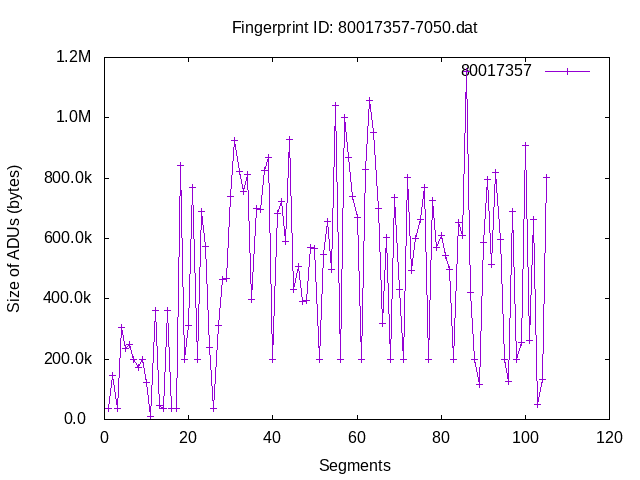 Fingerprint ID: 80017357-7050.dat
1.2M
80017357
1.0M
800.0k
600.0k
400.0k
200.0k
0.0
0 20 40 60 80 100 120
Size of ADUs (bytes)
Segments